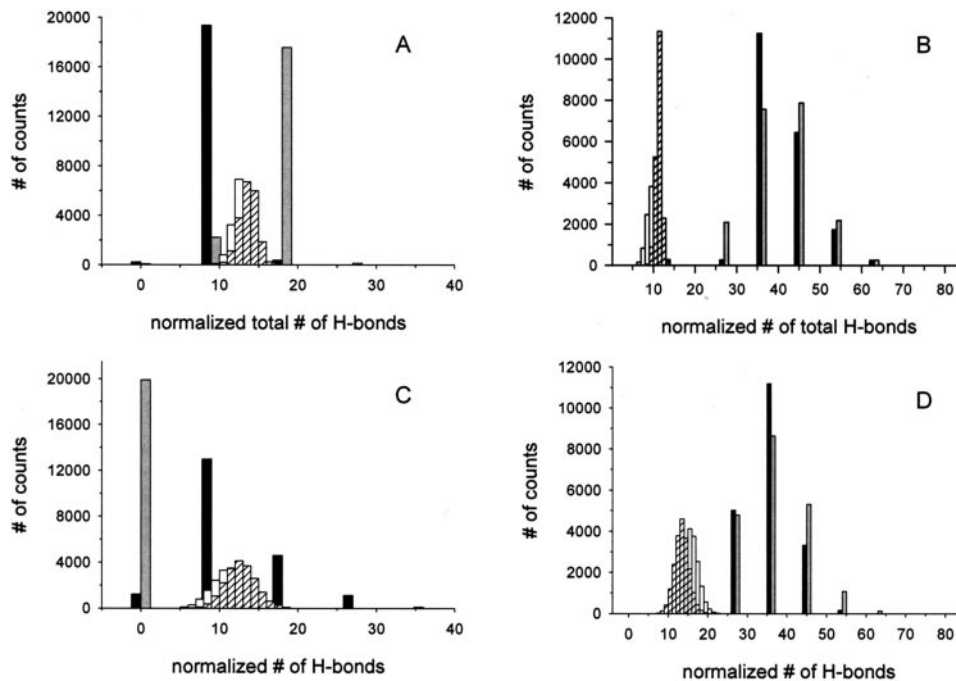 A
# of counts
20000
16000
12000
8000
4000
0
0 10 20 30 40
normalized total # of H-bonds
B
# of counts
12000
10000
8000
6000
4000
2000
0
10 20 30 40 50 60 70 80
normalized # of total H-bonds
C
# of counts
20000
16000
12000
8000
4000
0
0 10 20 30 40
normalized # of H-bonds
D
# of counts
12000
10000
8000
6000
4000
2000
0
0 10 20 30 40 50 60 70 80
normalized # of H-bonds